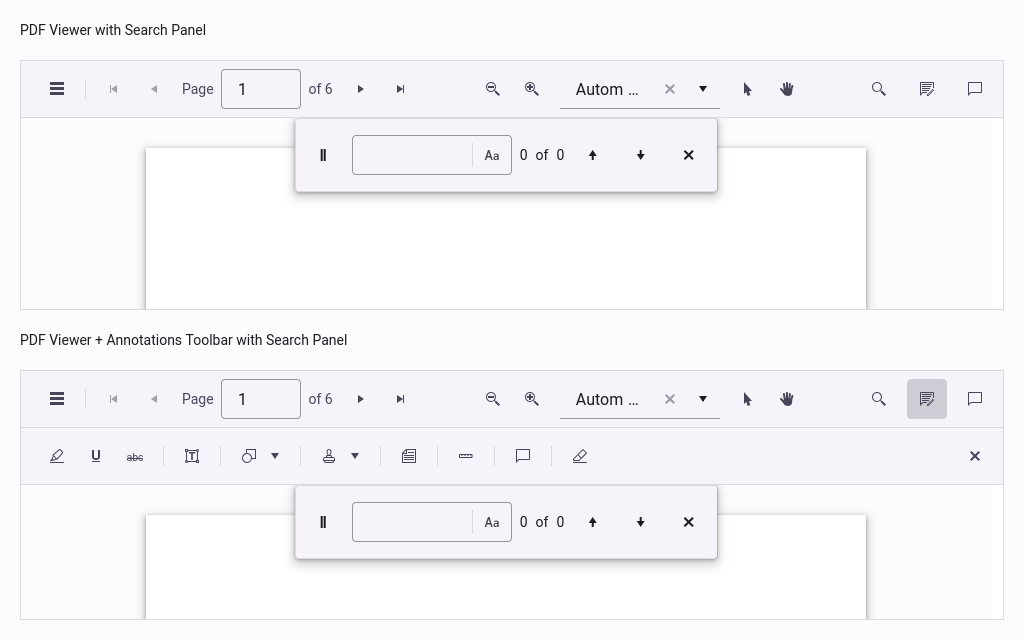 PDF Viewer with Search Panel
Page 1 of 6 Autom ...
Aa 0 of 0
PDF Viewer + Annotations Toolbar with Search Panel
Page 1 of 6 Autom ...
U abc T
Aa 0 of 0